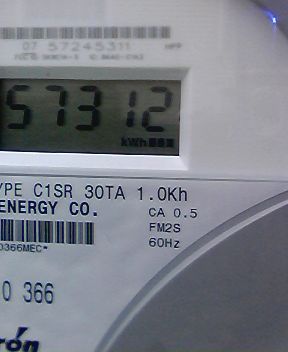 07 57245311
57312
kWh
YPE C1SR 30TA 1.0Kh
ENERGY CO.
CA 0.5
FM2S
60Hz
0366MEC*
0 366
rón